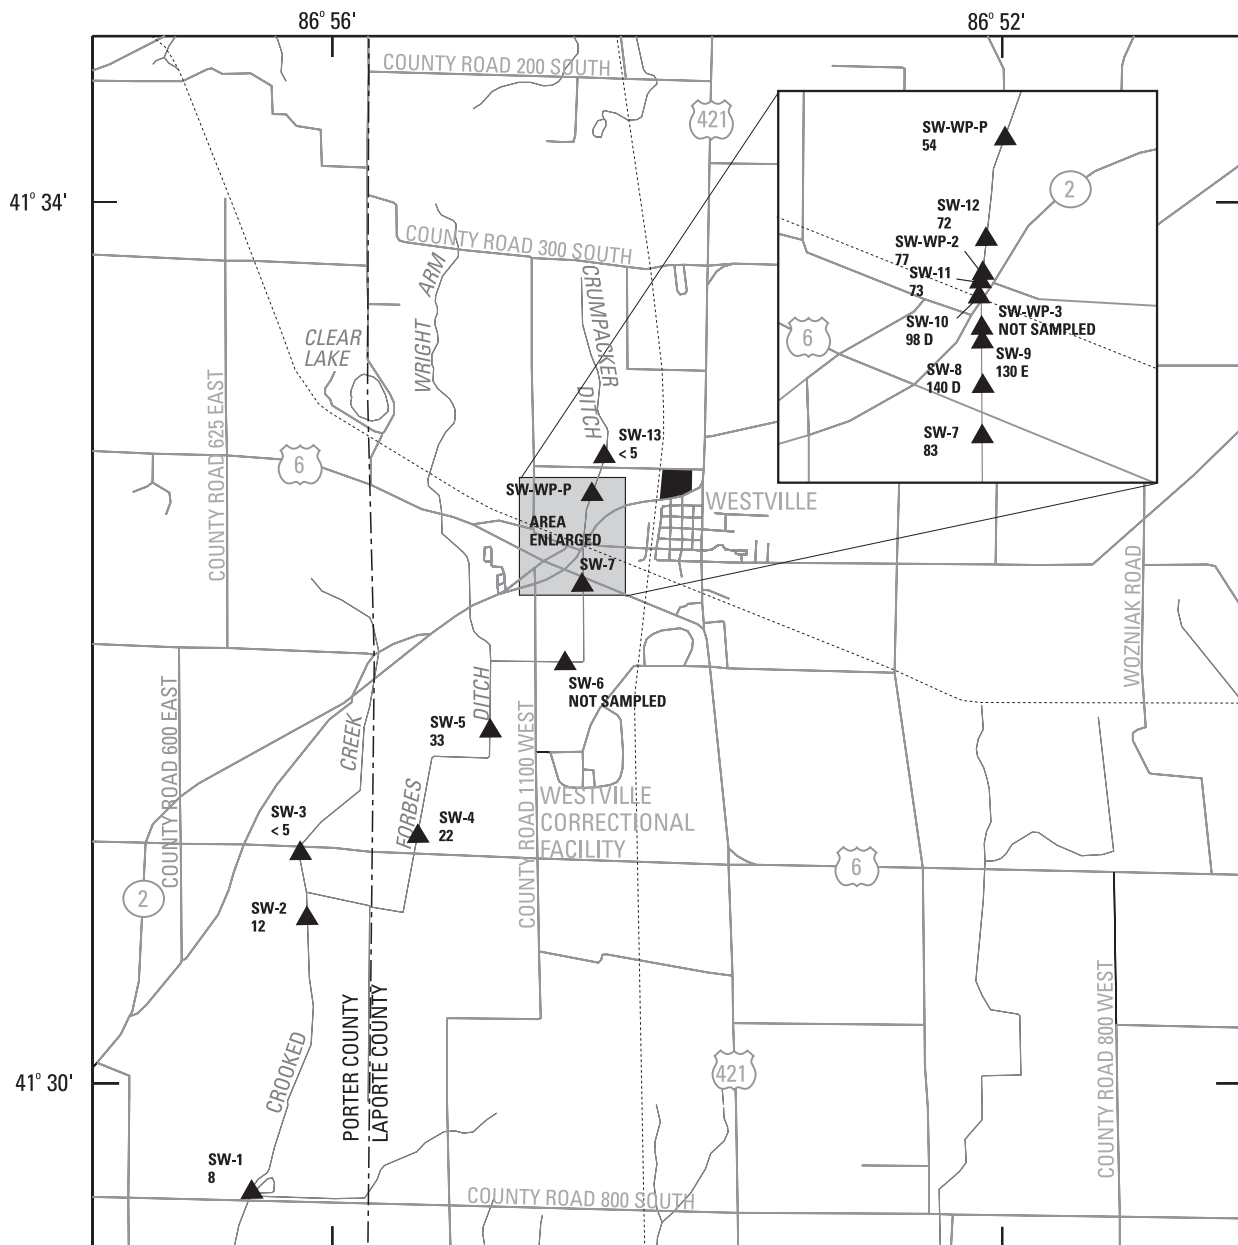 86° 56'
86° 52'
COUNTY ROAD 200 SOUTH
421
SW-WP-P
54
2
41° 34'
SW-12
72
SW-WP-2
77
SW-11
73
SW-10
98 D
SW-WP-3
NOT SAMPLED
6
SW-9
130 E
SW-8
140 D
SW-7
83
COUNTY ROAD 300 SOUTH
WRIGHT ARM
CRUMPACKER
DITCH
CLEAR
LAKE
COUNTY ROAD 625 EAST
SW-13
< 5
6
SW-WP-P
WESTVILLE
AREA
ENLARGED
SW-7
WOZNIAK ROAD
SW-6
NOT SAMPLED
DITCH
COUNTY ROAD 600 EAST
CREEK
SW-5
33
COUNTY ROAD 1100 WEST
WESTVILLE
CORRECTIONAL
FACILITY
SW-3
< 5
FORBES
SW-4
22
6
2
SW-2
12
PORTER COUNTY
LAPORTE COUNTY
COUNTY ROAD 800 WEST
41° 30'
CROOKED
421
SW-1
8
COUNTY ROAD 800 SOUTH